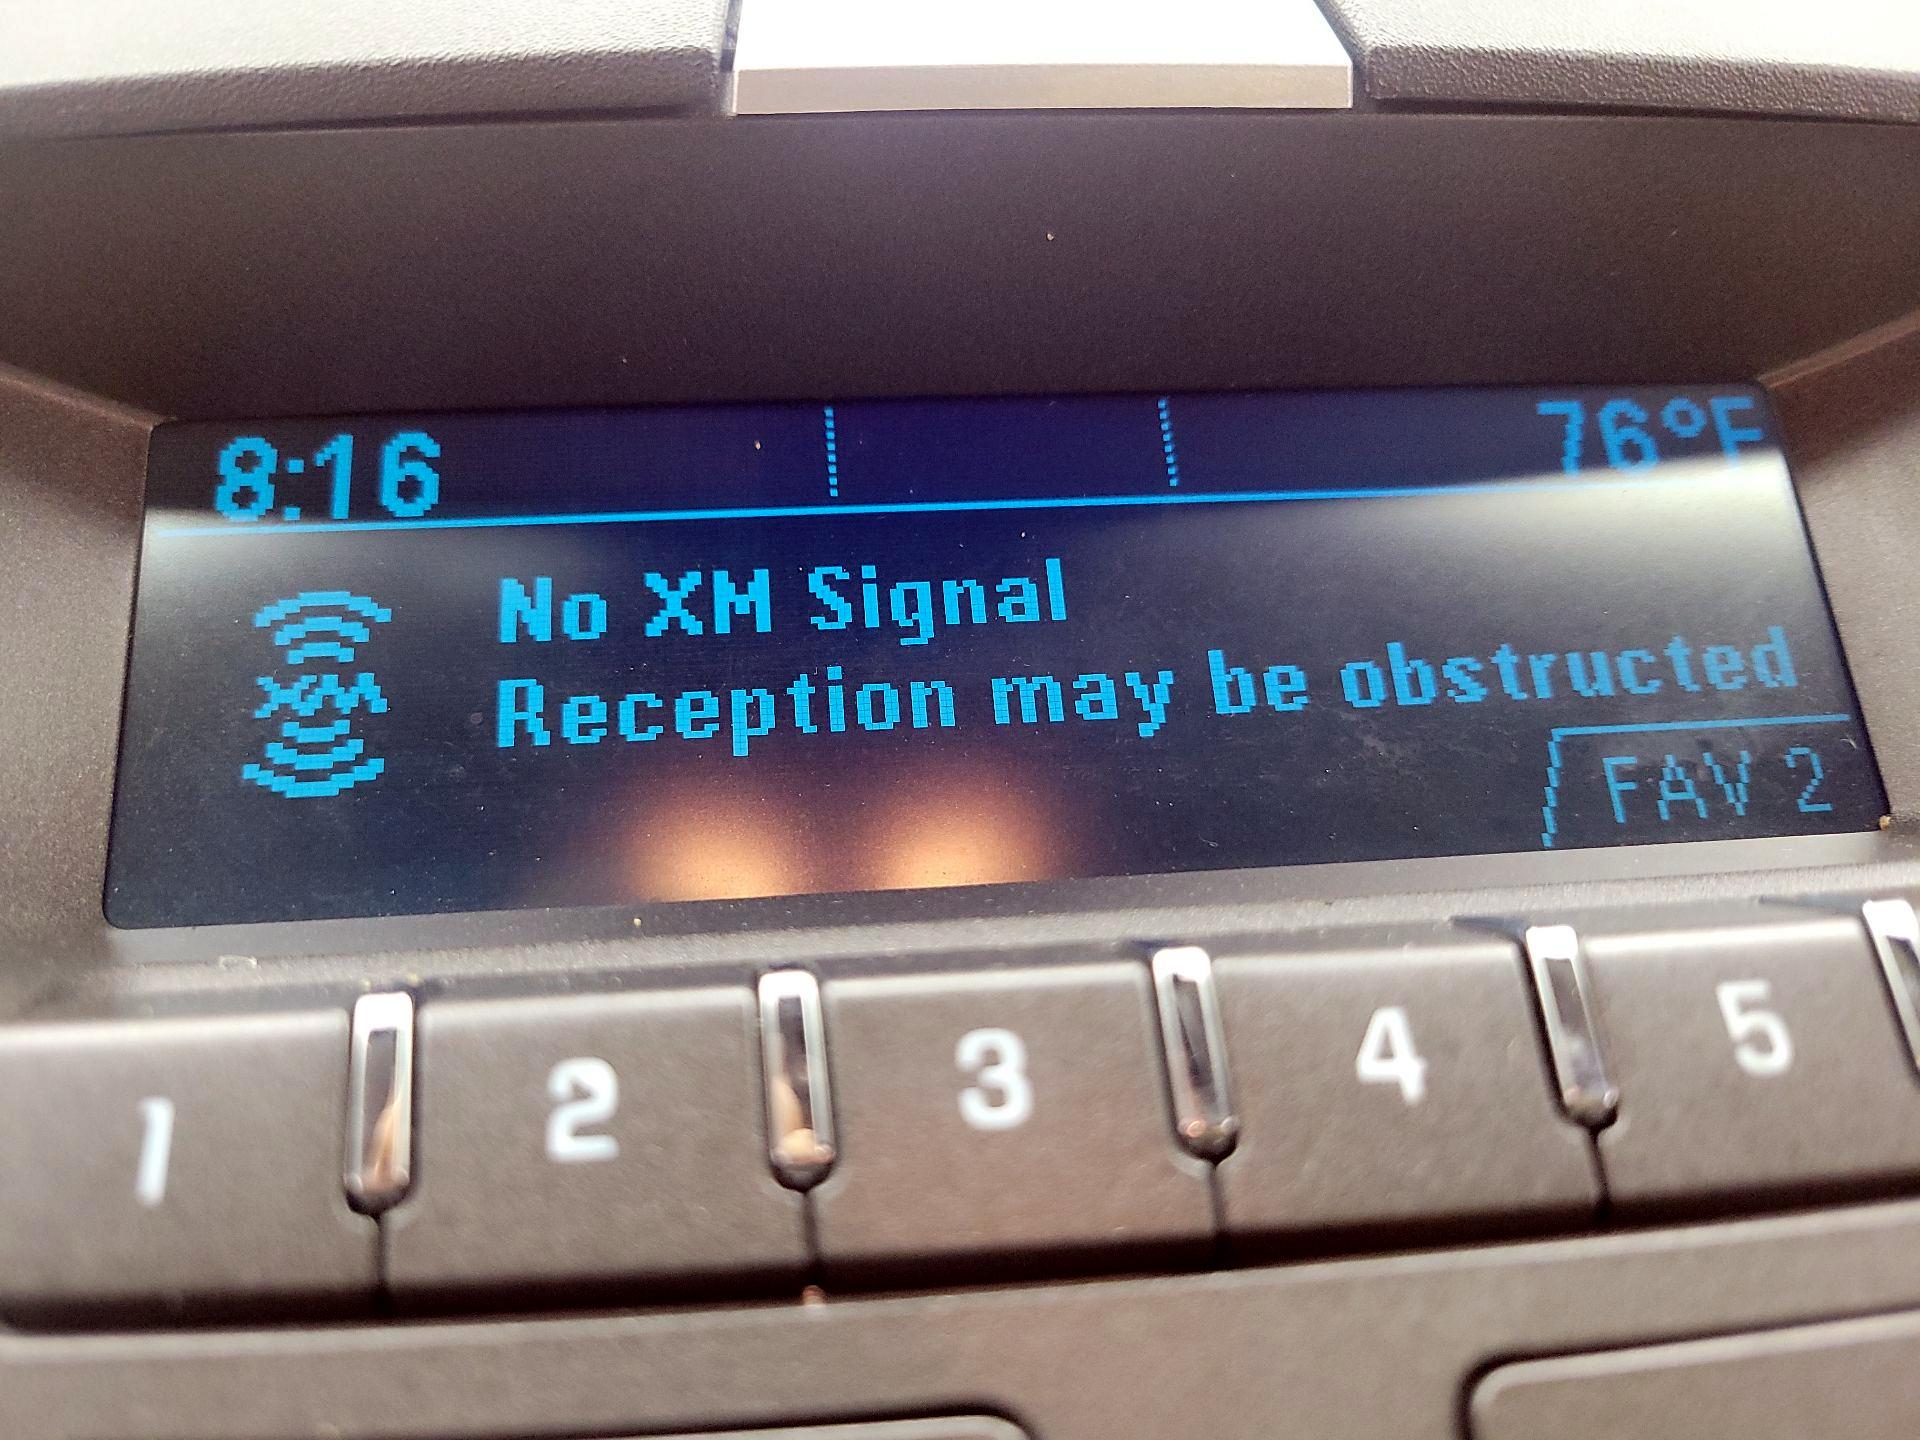 8:16 76°F
No XM Signal
XM Reception may be obstructed
FAV 2
1 2 3 4 5